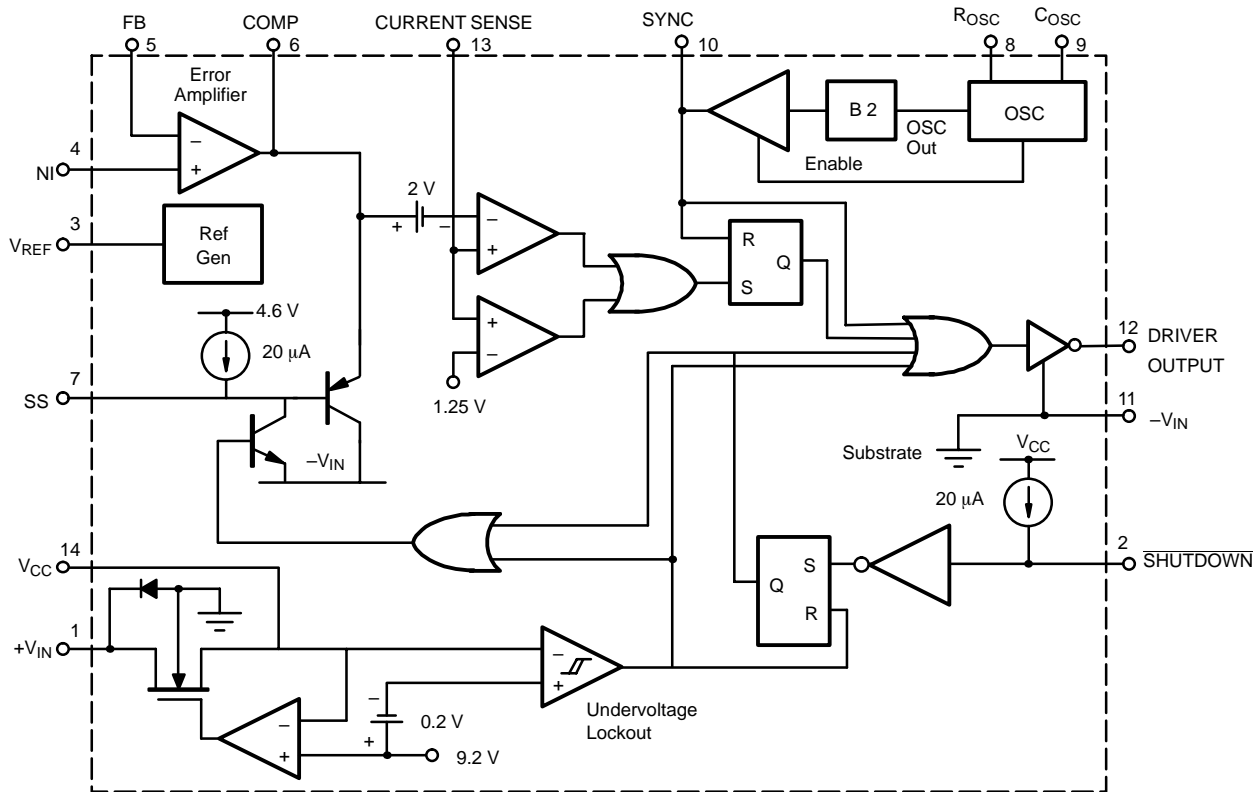 FB
COMP
CURRENT SENSE
SYNC
ROSC
COSC
5
6
13
10
8
9
Error
Amplifier
B 2
OSC
OSC
Out
Enable
4
NI
−
+
3
VREF
Ref
Gen
2 V
+
−
−
+
R
Q
S
4.6 V
20 μA
+
−
12
DRIVER
OUTPUT
7
SS
1.25 V
11
−VIN
−VIN
Substrate
VCC
20 μA
14
VCC
2
SHUTDOWN
S
Q
R
1
+VIN
−
+
−
0.2 V
+
−
+
9.2 V
Undervoltage
Lockout